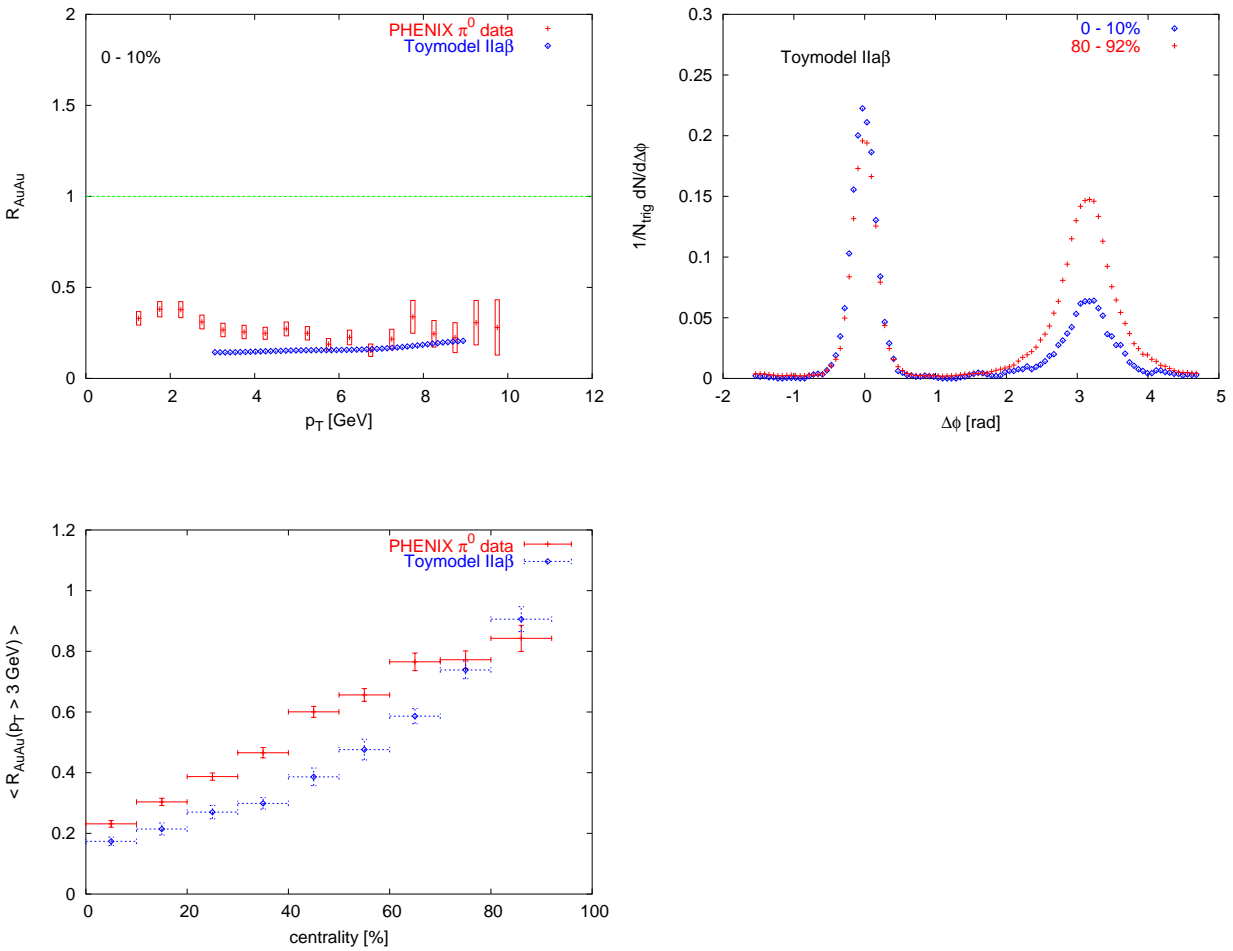 PHENIX π⁰ data
Toymodel IIaβ
0 - 10%
2
1.5
1
0.5
0
R_AuAu
0 2 4 6 8 10 12
p_T [GeV]
0 - 10%
80 - 92%
Toymodel IIaβ
0.3
0.25
0.2
0.15
0.1
0.05
0
1/N_trig dN/dΔϕ
-2 -1 0 1 2 3 4 5
Δϕ [rad]
PHENIX π⁰ data
Toymodel IIaβ
1.2
1
0.8
0.6
0.4
0.2
0
< R_AuAu(p_T > 3 GeV) >
0 20 40 60 80 100
centrality [%]